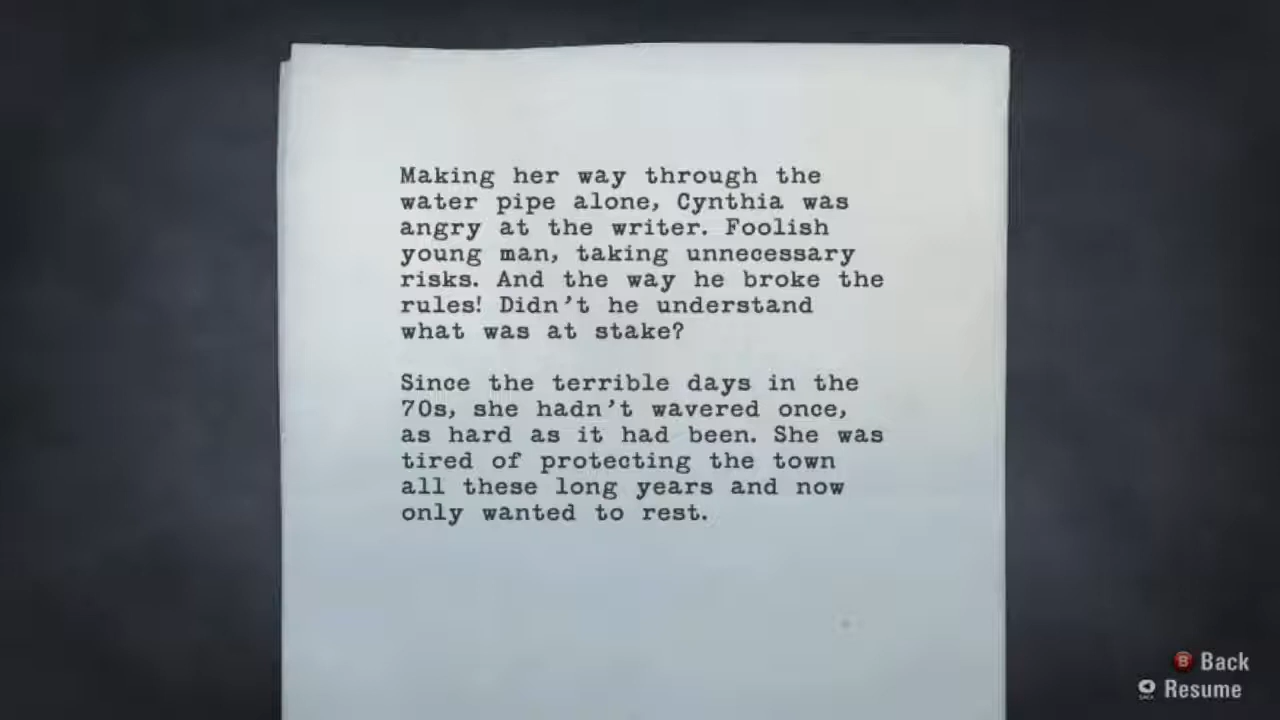 Making her way through the
water pipe alone, Cynthia was
angry at the writer. Foolish
young man, taking unnecessary
risks. And the way he broke the
rules! Didn't he understand
what was at stake?
Since the terrible days in the
70s, she hadn't wavered once,
as hard as it had been. She was
tired of protecting the town
all these long years and now
only wanted to rest.
B Back
Resume